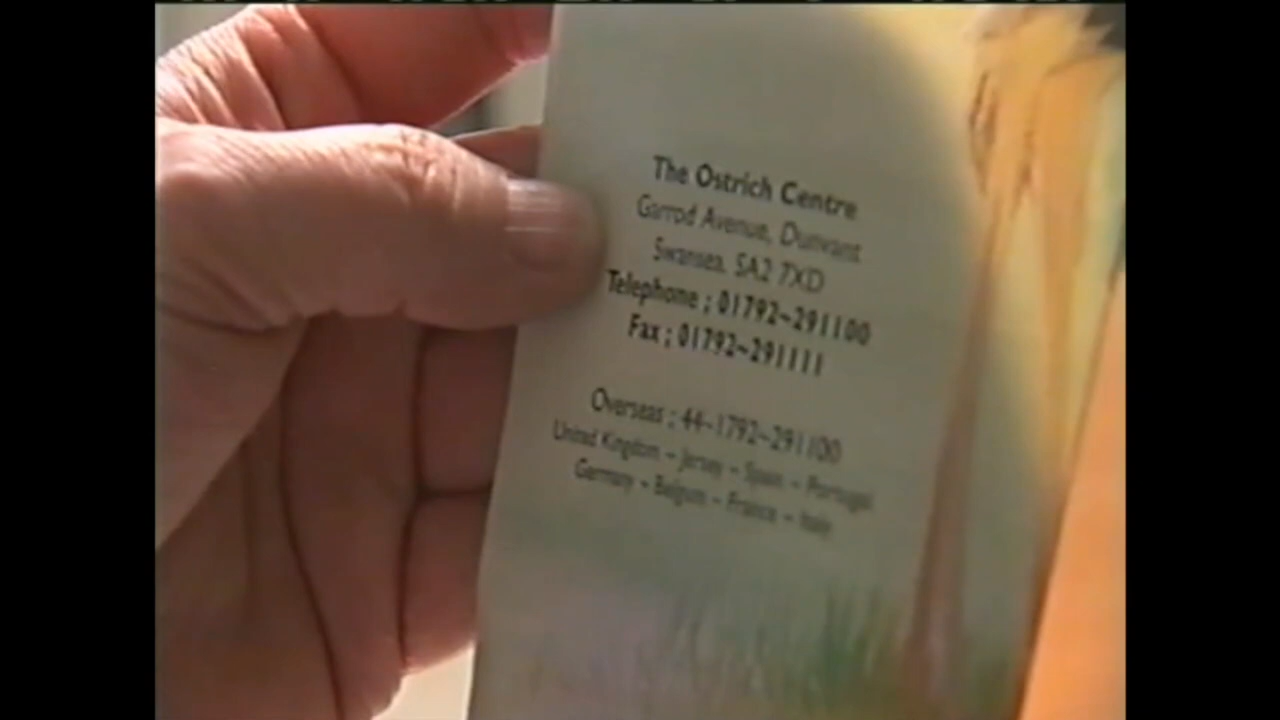 The Ostrich Centre
Garrod Avenue, Dunvant
Swansea. SA2 7XD
Telephone ; 01792~291100
Fax ; 01792~291111
Overseas ; 44~1792~291100
United Kingdom ~ Jersey ~ Spain ~ Portugal
Germany ~ Belgium ~ France ~ Italy